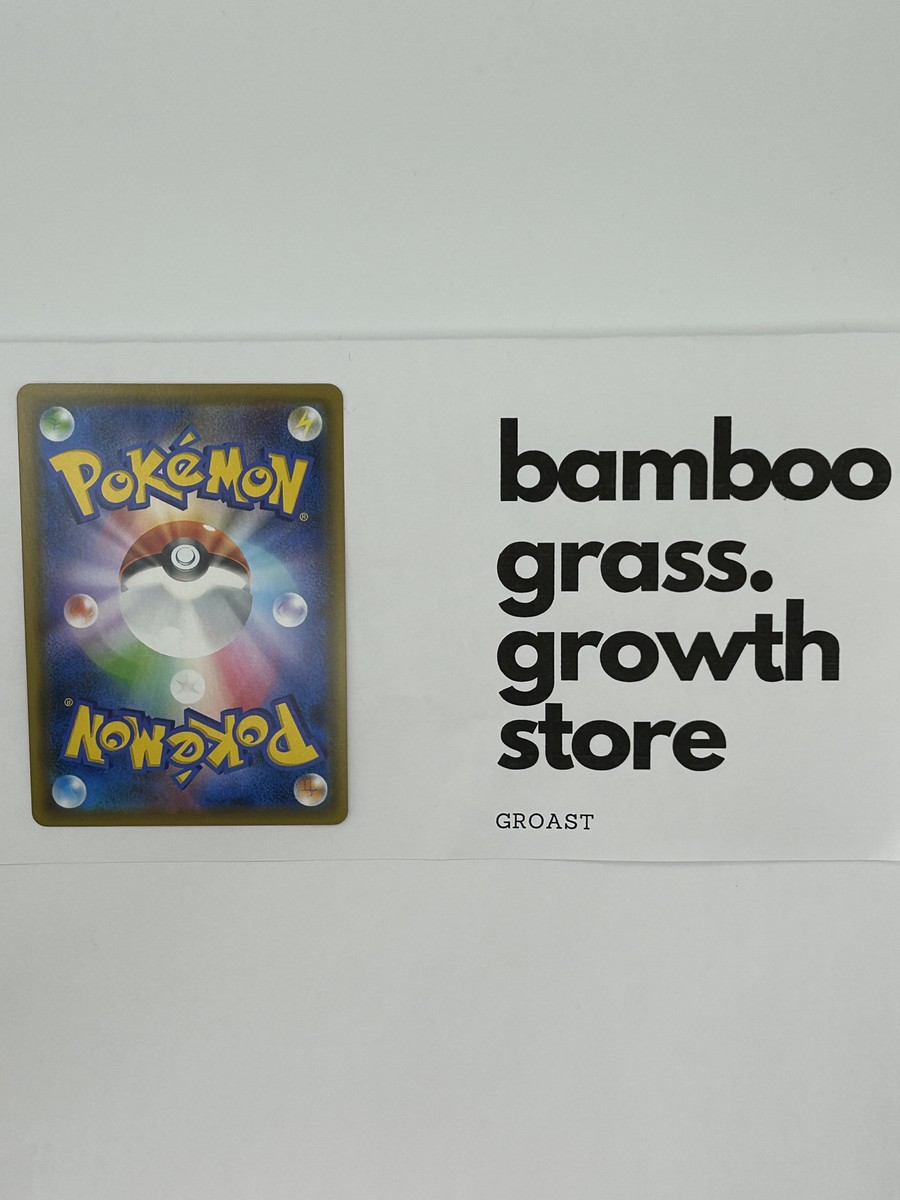 POKéMON
®
POKéMON
®
bamboo
grass.
growth
store
GROAST